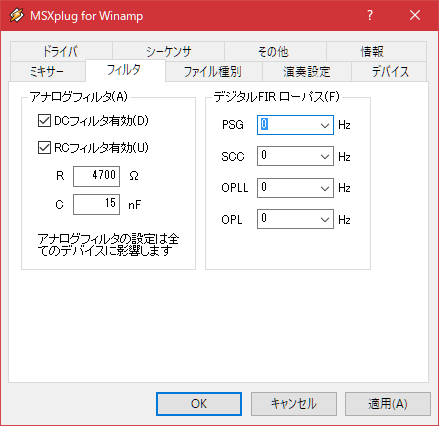 MSXplug for Winamp
?
ドライバ シーケンサ その他 情報
ミキサー フィルタ ファイル種別 演奏設定 デバイス
アナログフィルタ(A)
DCフィルタ有効(D)
RCフィルタ有効(U)
R 4700 Ω
C 15 nF
アナログフィルタの設定は全
てのデバイスに影響します
デジタルFIR ローパス(F)
PSG 0 Hz
SCC 0 Hz
OPLL 0 Hz
OPL 0 Hz
OK キャンセル 適用(A)